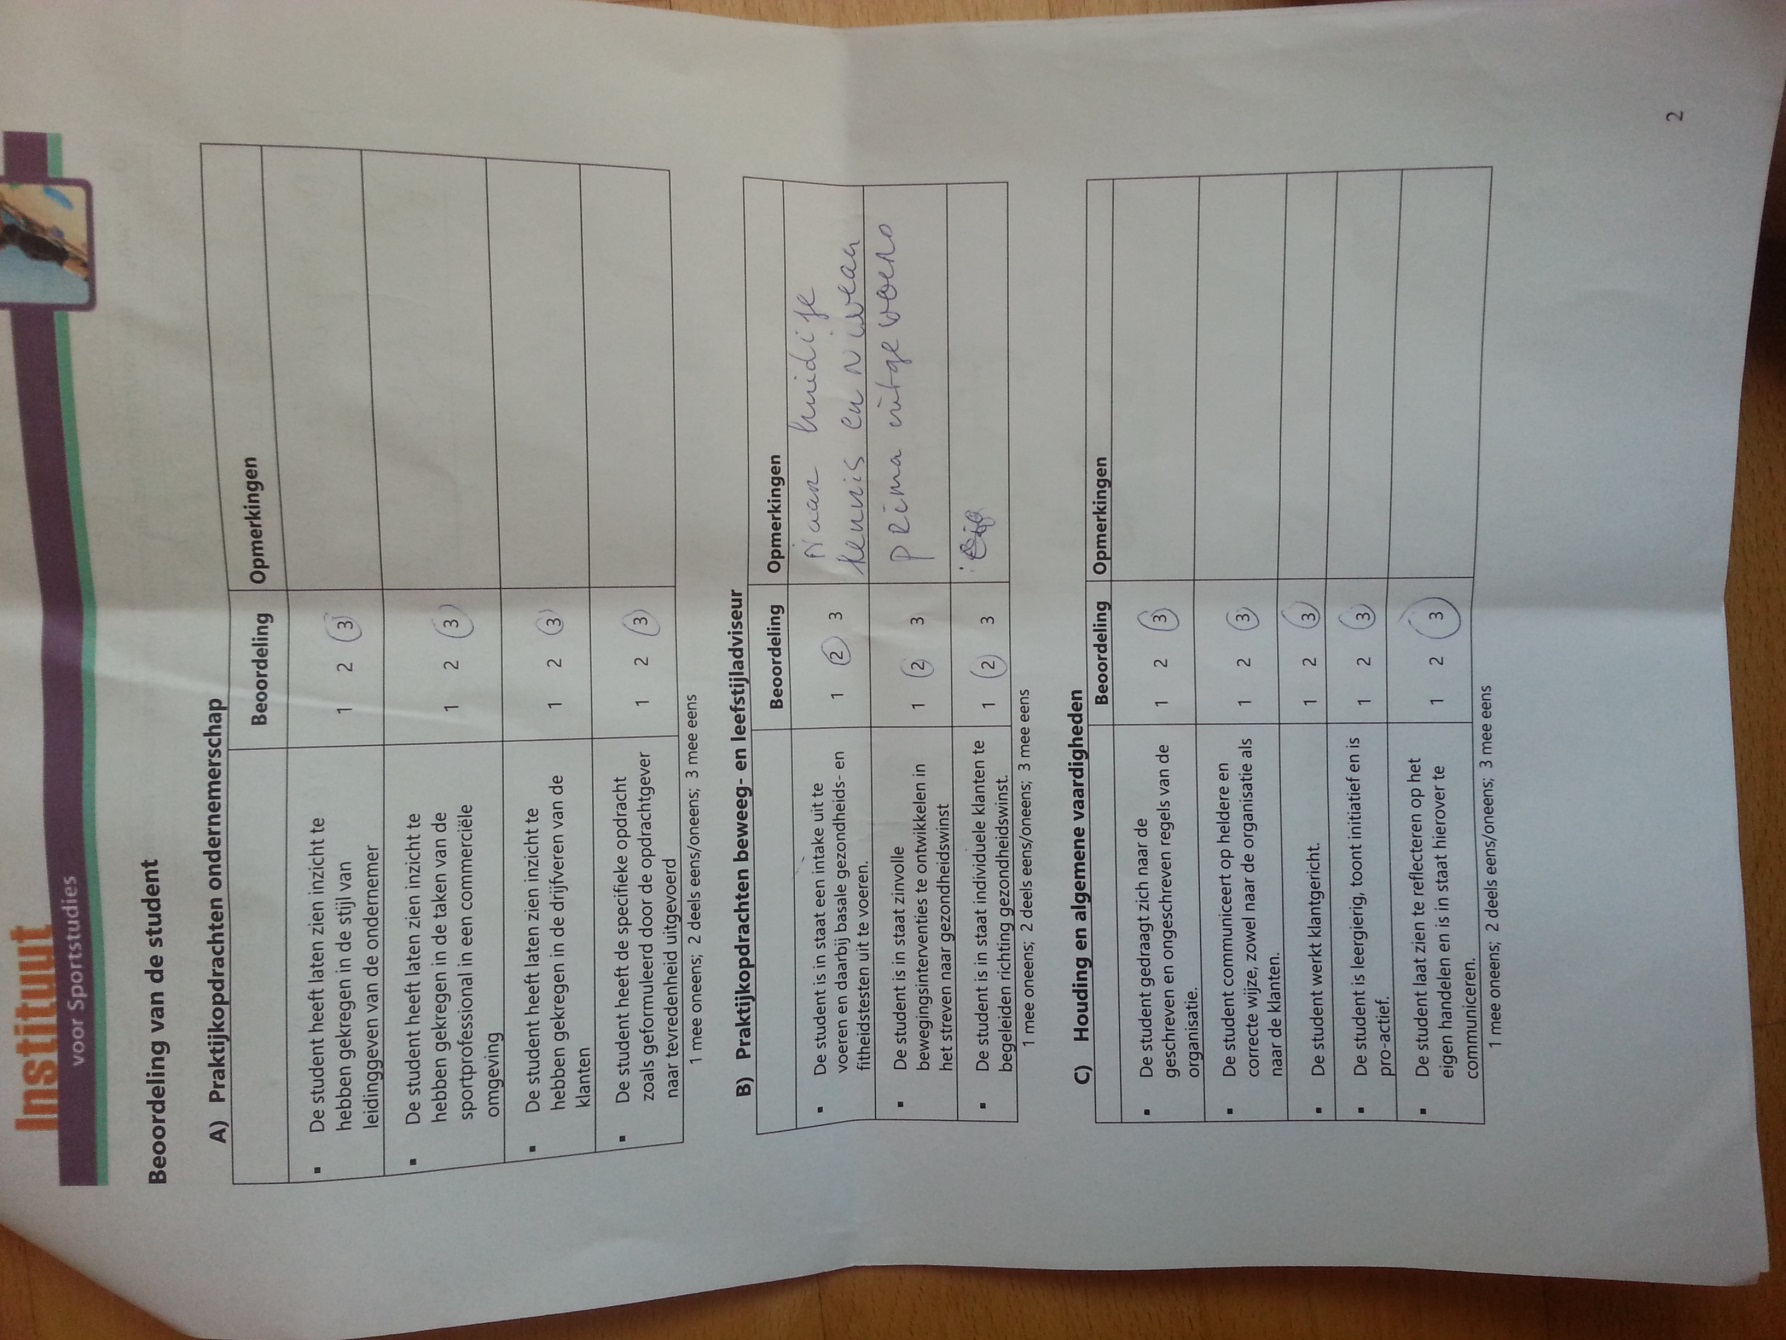 Instituut
voor Sportstudies
Beoordeling van de student
A) Praktijkopdrachten ondernemerschap
Beoordeling Opmerkingen
▪ De student heeft laten zien inzicht te 1 2 3
hebben gekregen in de stijl van
leidinggeven van de ondernemer
▪ De student heeft laten zien inzicht te 1 2 3
hebben gekregen in de taken van de
sportprofessional in een commerciële
omgeving
▪ De student heeft laten zien inzicht te 1 2 3
hebben gekregen in de drijfveren van de
klanten
▪ De student heeft de specifieke opdracht 1 2 3
zoals geformuleerd door de opdrachtgever
naar tevredenheid uitgevoerd
1 mee oneens; 2 deels eens/oneens; 3 mee eens
B) Praktijkopdrachten beweeg- en leefstijladviseur
Beoordeling Opmerkingen
▪ De student is in staat een intake uit te 1 2 3 Naar huidige
voeren en daarbij basale gezondheids- en kennis en niveau
fitheidstesten uit te voeren.
▪ De student is in staat zinvolle 1 2 3 prima uitgevoerd
bewegingsinterventies te ontwikkelen in
het streven naar gezondheidswinst
▪ De student is in staat individuele klanten te 1 2 3
begeleiden richting gezondheidswinst.
1 mee oneens; 2 deels eens/oneens; 3 mee eens
C) Houding en algemene vaardigheden
Beoordeling Opmerkingen
▪ De student gedraagt zich naar de 1 2 3
geschreven en ongeschreven regels van de
organisatie.
▪ De student communiceert op heldere en 1 2 3
correcte wijze, zowel naar de organisatie als
naar de klanten.
▪ De student werkt klantgericht. 1 2 3
▪ De student is leergierig, toont initiatief en is 1 2 3
pro-actief.
▪ De student laat zien te reflecteren op het 1 2 3
eigen handelen en is in staat hierover te
communiceren.
1 mee oneens; 2 deels eens/oneens; 3 mee eens
2